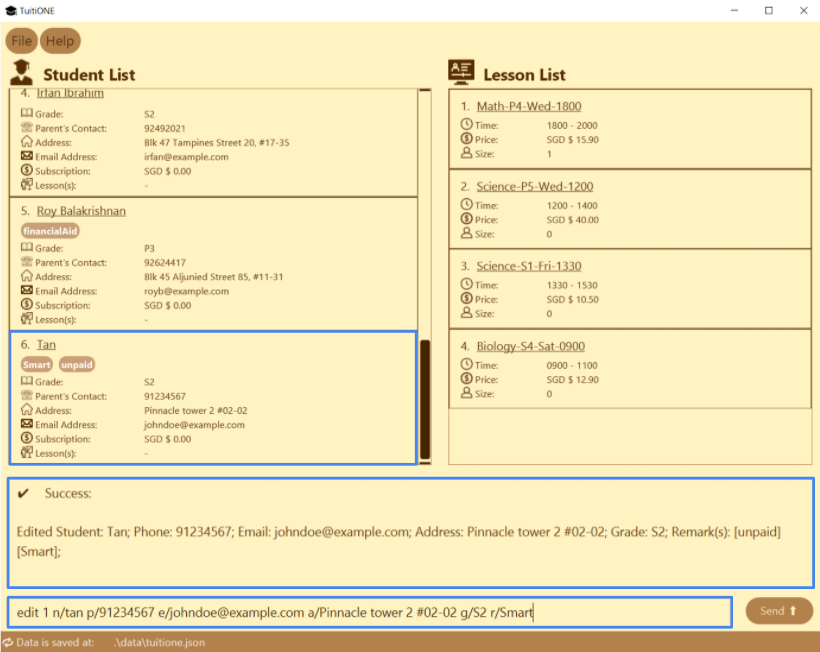 TuitiONE
File Help
Student List
4. Irfan Ibrahim
Grade: S2
Parent's Contact: 92492021
Address: Blk 47 Tampines Street 20, #17-35
Email Address: irfan@example.com
Subscription: SGD $ 0.00
Lesson(s): -
5. Roy Balakrishnan
financialAid
Grade: P3
Parent's Contact: 92624417
Address: Blk 45 Aljunied Street 85, #11-31
Email Address: royb@example.com
Subscription: SGD $ 0.00
Lesson(s): -
6. Tan
Smart unpaid
Grade: S2
Parent's Contact: 91234567
Address: Pinnacle tower 2 #02-02
Email Address: johndoe@example.com
Subscription: SGD $ 0.00
Lesson(s): -
Lesson List
1. Math-P4-Wed-1800
Time: 1800 - 2000
Price: SGD $ 15.90
Size: 1
2. Science-P5-Wed-1200
Time: 1200 - 1400
Price: SGD $ 40.00
Size: 0
3. Science-S1-Fri-1330
Time: 1330 - 1530
Price: SGD $ 10.50
Size: 0
4. Biology-S4-Sat-0900
Time: 0900 - 1100
Price: SGD $ 12.90
Size: 0
✔ Success:
Edited Student: Tan; Phone: 91234567; Email: johndoe@example.com; Address: Pinnacle tower 2 #02-02; Grade: S2; Remark(s): [unpaid]
[Smart];
edit 1 n/tan p/91234567 e/johndoe@example.com a/Pinnacle tower 2 #02-02 g/S2 r/Smart
Send
Data is saved at: .\data\tuitione.json